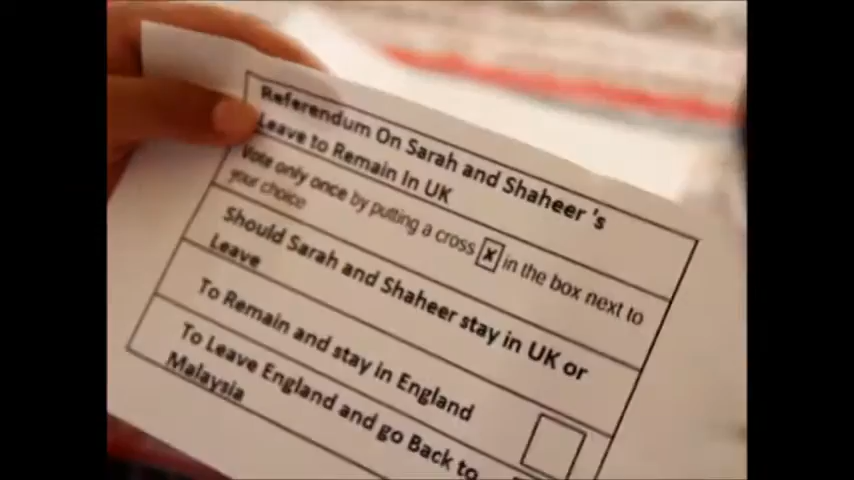 Referendum On Sarah and Shaheer 's
Leave to Remain In UK
Vote only once by putting a cross x in the box next to
your choice
Should Sarah and Shaheer stay in UK or
Leave
To Remain and stay in England
To Leave England and go Back to
Malaysia